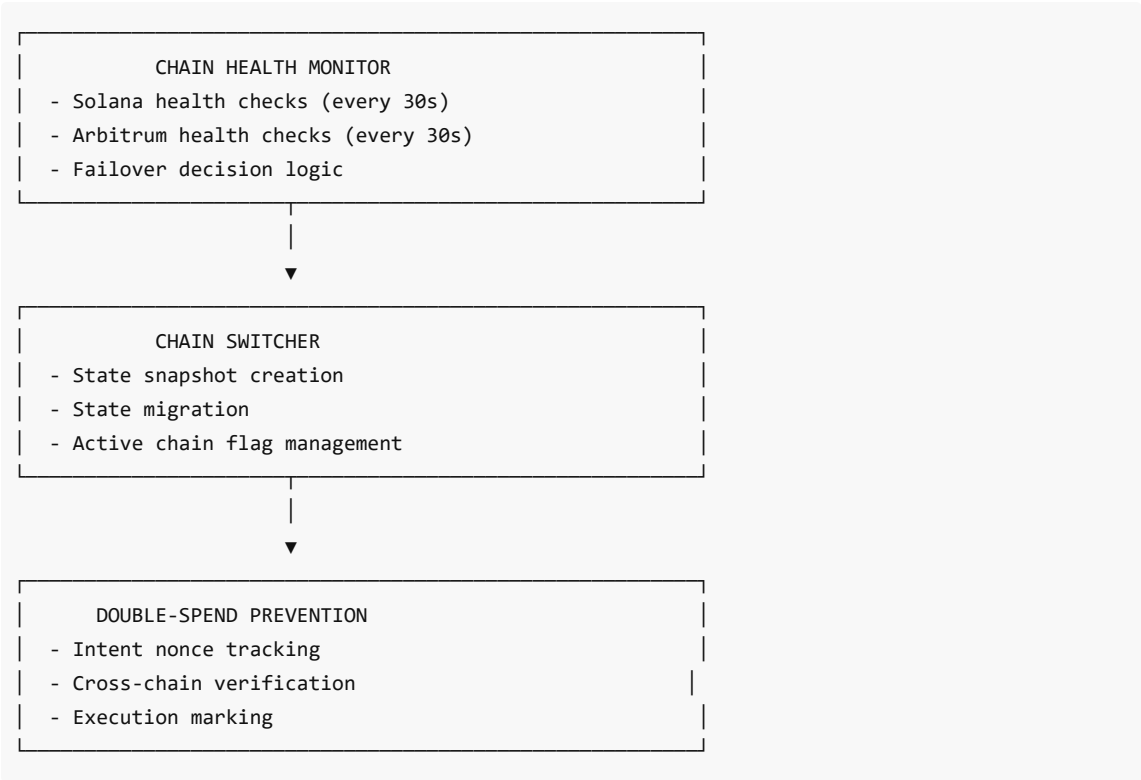 CHAIN HEALTH MONITOR
- Solana health checks (every 30s)
- Arbitrum health checks (every 30s)
- Failover decision logic
CHAIN SWITCHER
- State snapshot creation
- State migration
- Active chain flag management
DOUBLE-SPEND PREVENTION
- Intent nonce tracking
- Cross-chain verification
- Execution marking